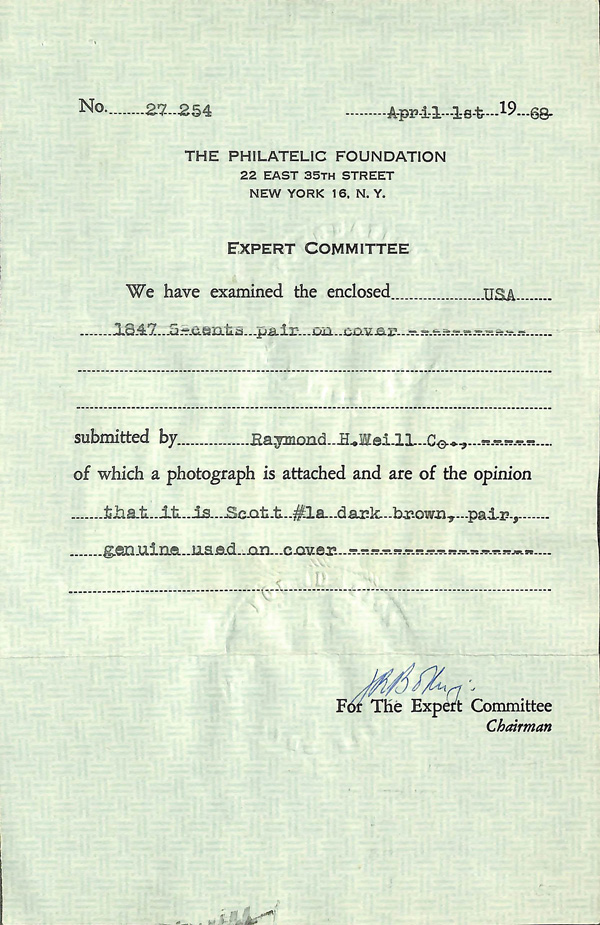 No. 27 254 April 1st 19 68
THE PHILATELIC FOUNDATION
22 EAST 35TH STREET
NEW YORK 16, N. Y.
EXPERT COMMITTEE
We have examined the enclosed USA
1847 5-cents pair on cover -----------
submitted by Raymond H.Weill Co., -----
of which a photograph is attached and are of the opinion
that it is Scott #1a dark brown, pair,
genuine used on cover -----------------
For The Expert Committee
Chairman